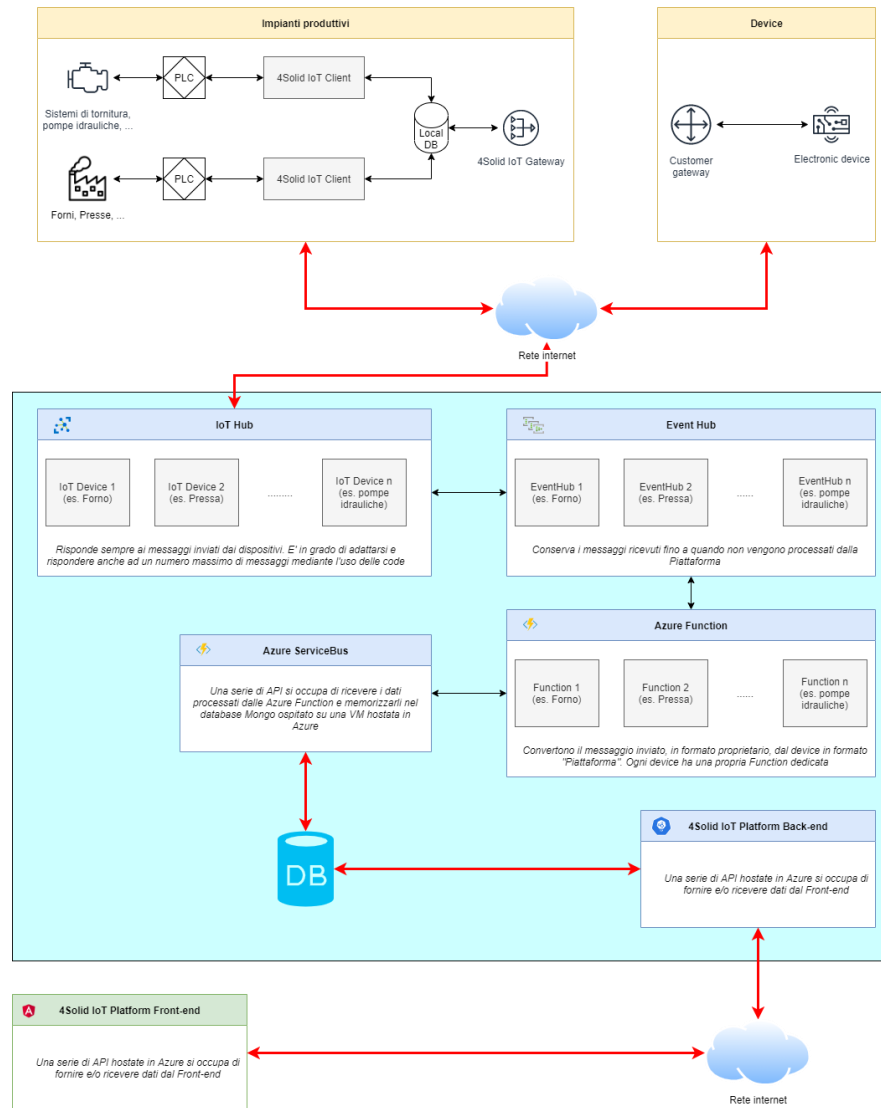 Impianti produttivi
Device
PLC
4Solid IoT Client
Sistemi di tornitura,
pompe idrauliche, ...
Local
DB
4Solid IoT Gateway
PLC
4Solid IoT Client
Forni, Presse, ...
Customer
gateway
Electronic device
Rete internet
IoT Hub
IoT Device 1
(es. Forno)
IoT Device 2
(es. Pressa)
.........
IoT Device n
(es. pompe
idrauliche)
Risponde sempre ai messaggi inviati dai dispositivi. E' in grado di adattarsi e
rispondere anche ad un numero massimo di messaggi mediante l'uso delle code
Event Hub
EventHub 1
(es. Forno)
EventHub 2
(es. Pressa)
......
EventHub n
(es. pompe
idrauliche)
Conserva i messaggi ricevuti fino a quando non vengono processati dalla
Piattaforma
Azure ServiceBus
Una serie di API si occupa di ricevere i dati
processati dalle Azure Function e memorizzarli nel
database Mongo ospitato su una VM hostata in
Azure
Azure Function
Function 1
(es. Forno)
Function 2
(es. Pressa)
......
Function n
(es. pompe
idrauliche)
Convertono il messaggio inviato, in formato proprietario, dal device in formato
"Piattaforma". Ogni device ha una propria Function dedicata
DB
4Solid IoT Platform Back-end
Una serie di API hostate in Azure si occupa di
fornire e/o ricevere dati dal Front-end
A
4Solid IoT Platform Front-end
Una serie di API hostate in Azure si occupa di
fornire e/o ricevere dati dal Front-end
Rete internet